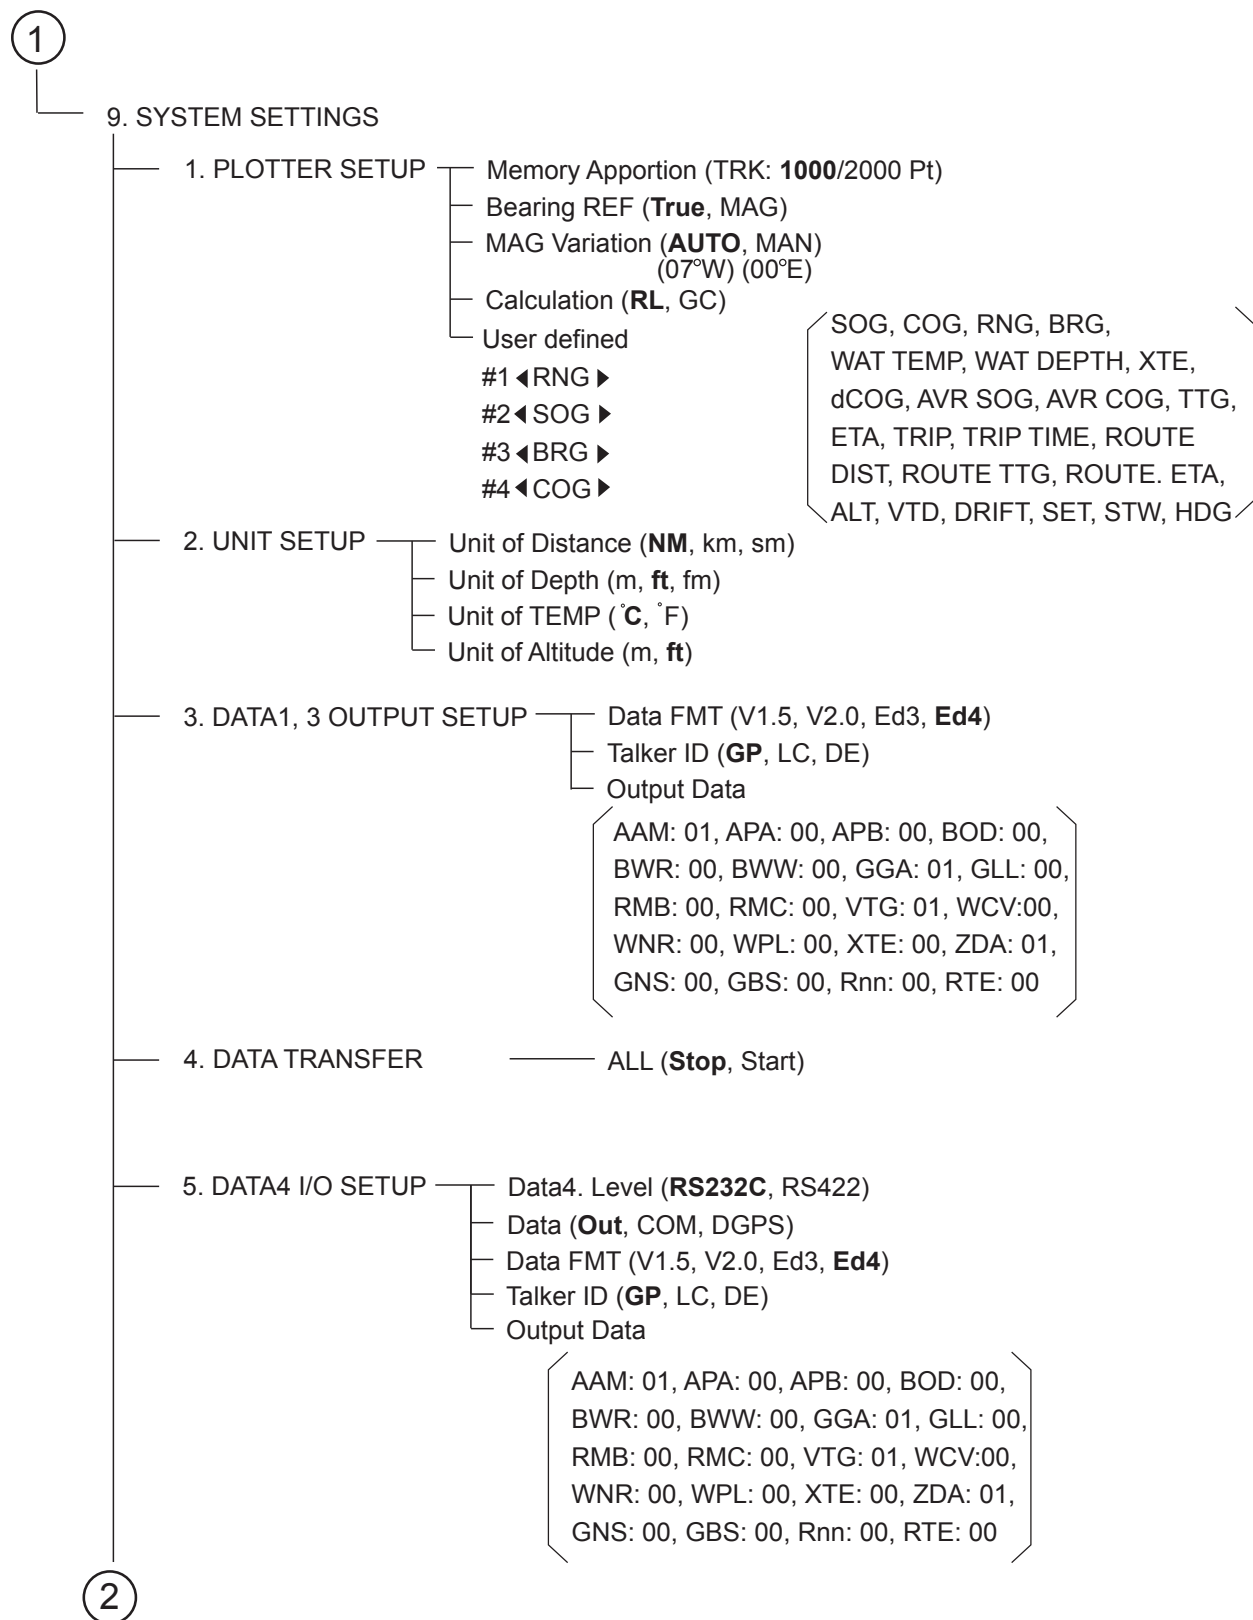 1
9. SYSTEM SETTINGS
1. PLOTTER SETUP
Memory Apportion (TRK: 1000/2000 Pt)
Bearing REF (True, MAG)
MAG Variation (AUTO, MAN)
(07°W) (00°E)
Calculation (RL, GC)
User defined
#1 ◀ RNG ▶
#2 ◀ SOG ▶
#3 ◀ BRG ▶
#4 ◀ COG ▶
SOG, COG, RNG, BRG,
WAT TEMP, WAT DEPTH, XTE,
dCOG, AVR SOG, AVR COG, TTG,
ETA, TRIP, TRIP TIME, ROUTE
DIST, ROUTE TTG, ROUTE. ETA,
ALT, VTD, DRIFT, SET, STW, HDG
2. UNIT SETUP
Unit of Distance (NM, km, sm)
Unit of Depth (m, ft, fm)
Unit of TEMP (°C, °F)
Unit of Altitude (m, ft)
3. DATA1, 3 OUTPUT SETUP
Data FMT (V1.5, V2.0, Ed3, Ed4)
Talker ID (GP, LC, DE)
Output Data
AAM: 01, APA: 00, APB: 00, BOD: 00,
BWR: 00, BWW: 00, GGA: 01, GLL: 00,
RMB: 00, RMC: 00, VTG: 01, WCV:00,
WNR: 00, WPL: 00, XTE: 00, ZDA: 01,
GNS: 00, GBS: 00, Rnn: 00, RTE: 00
4. DATA TRANSFER
ALL (Stop, Start)
5. DATA4 I/O SETUP
Data4. Level (RS232C, RS422)
Data (Out, COM, DGPS)
Data FMT (V1.5, V2.0, Ed3, Ed4)
Talker ID (GP, LC, DE)
Output Data
AAM: 01, APA: 00, APB: 00, BOD: 00,
BWR: 00, BWW: 00, GGA: 01, GLL: 00,
RMB: 00, RMC: 00, VTG: 01, WCV:00,
WNR: 00, WPL: 00, XTE: 00, ZDA: 01,
GNS: 00, GBS: 00, Rnn: 00, RTE: 00
2